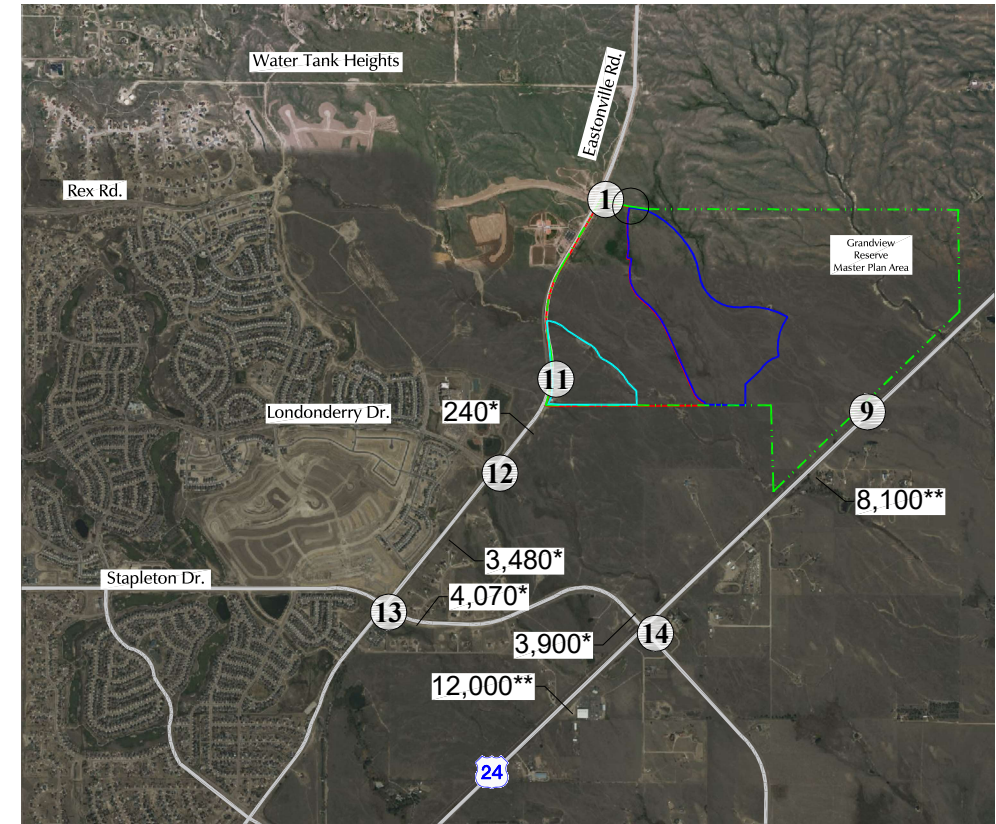 Water Tank Heights
Eastonville Rd.
Rex Rd.
1
Grandview
Reserve
Master Plan Area
11
Londonderry Dr.
240*
9
12
8,100**
3,480*
Stapleton Dr.
4,070*
13
3,900*
14
12,000**
24